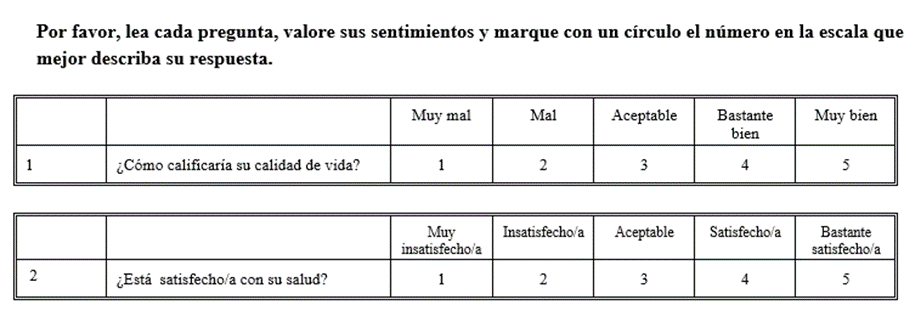 Por favor, lea cada pregunta, valore sus sentimientos y marque con un círculo el número en la escala que
mejor describa su respuesta.
Muy mal Mal Aceptable Bastante bien Muy bien
1 ¿Cómo calificaría su calidad de vida? 1 2 3 4 5
Muy insatisfecho/a Insatisfecho/a Aceptable Satisfecho/a Bastante satisfecho/a
2 ¿Está satisfecho/a con su salud? 1 2 3 4 5